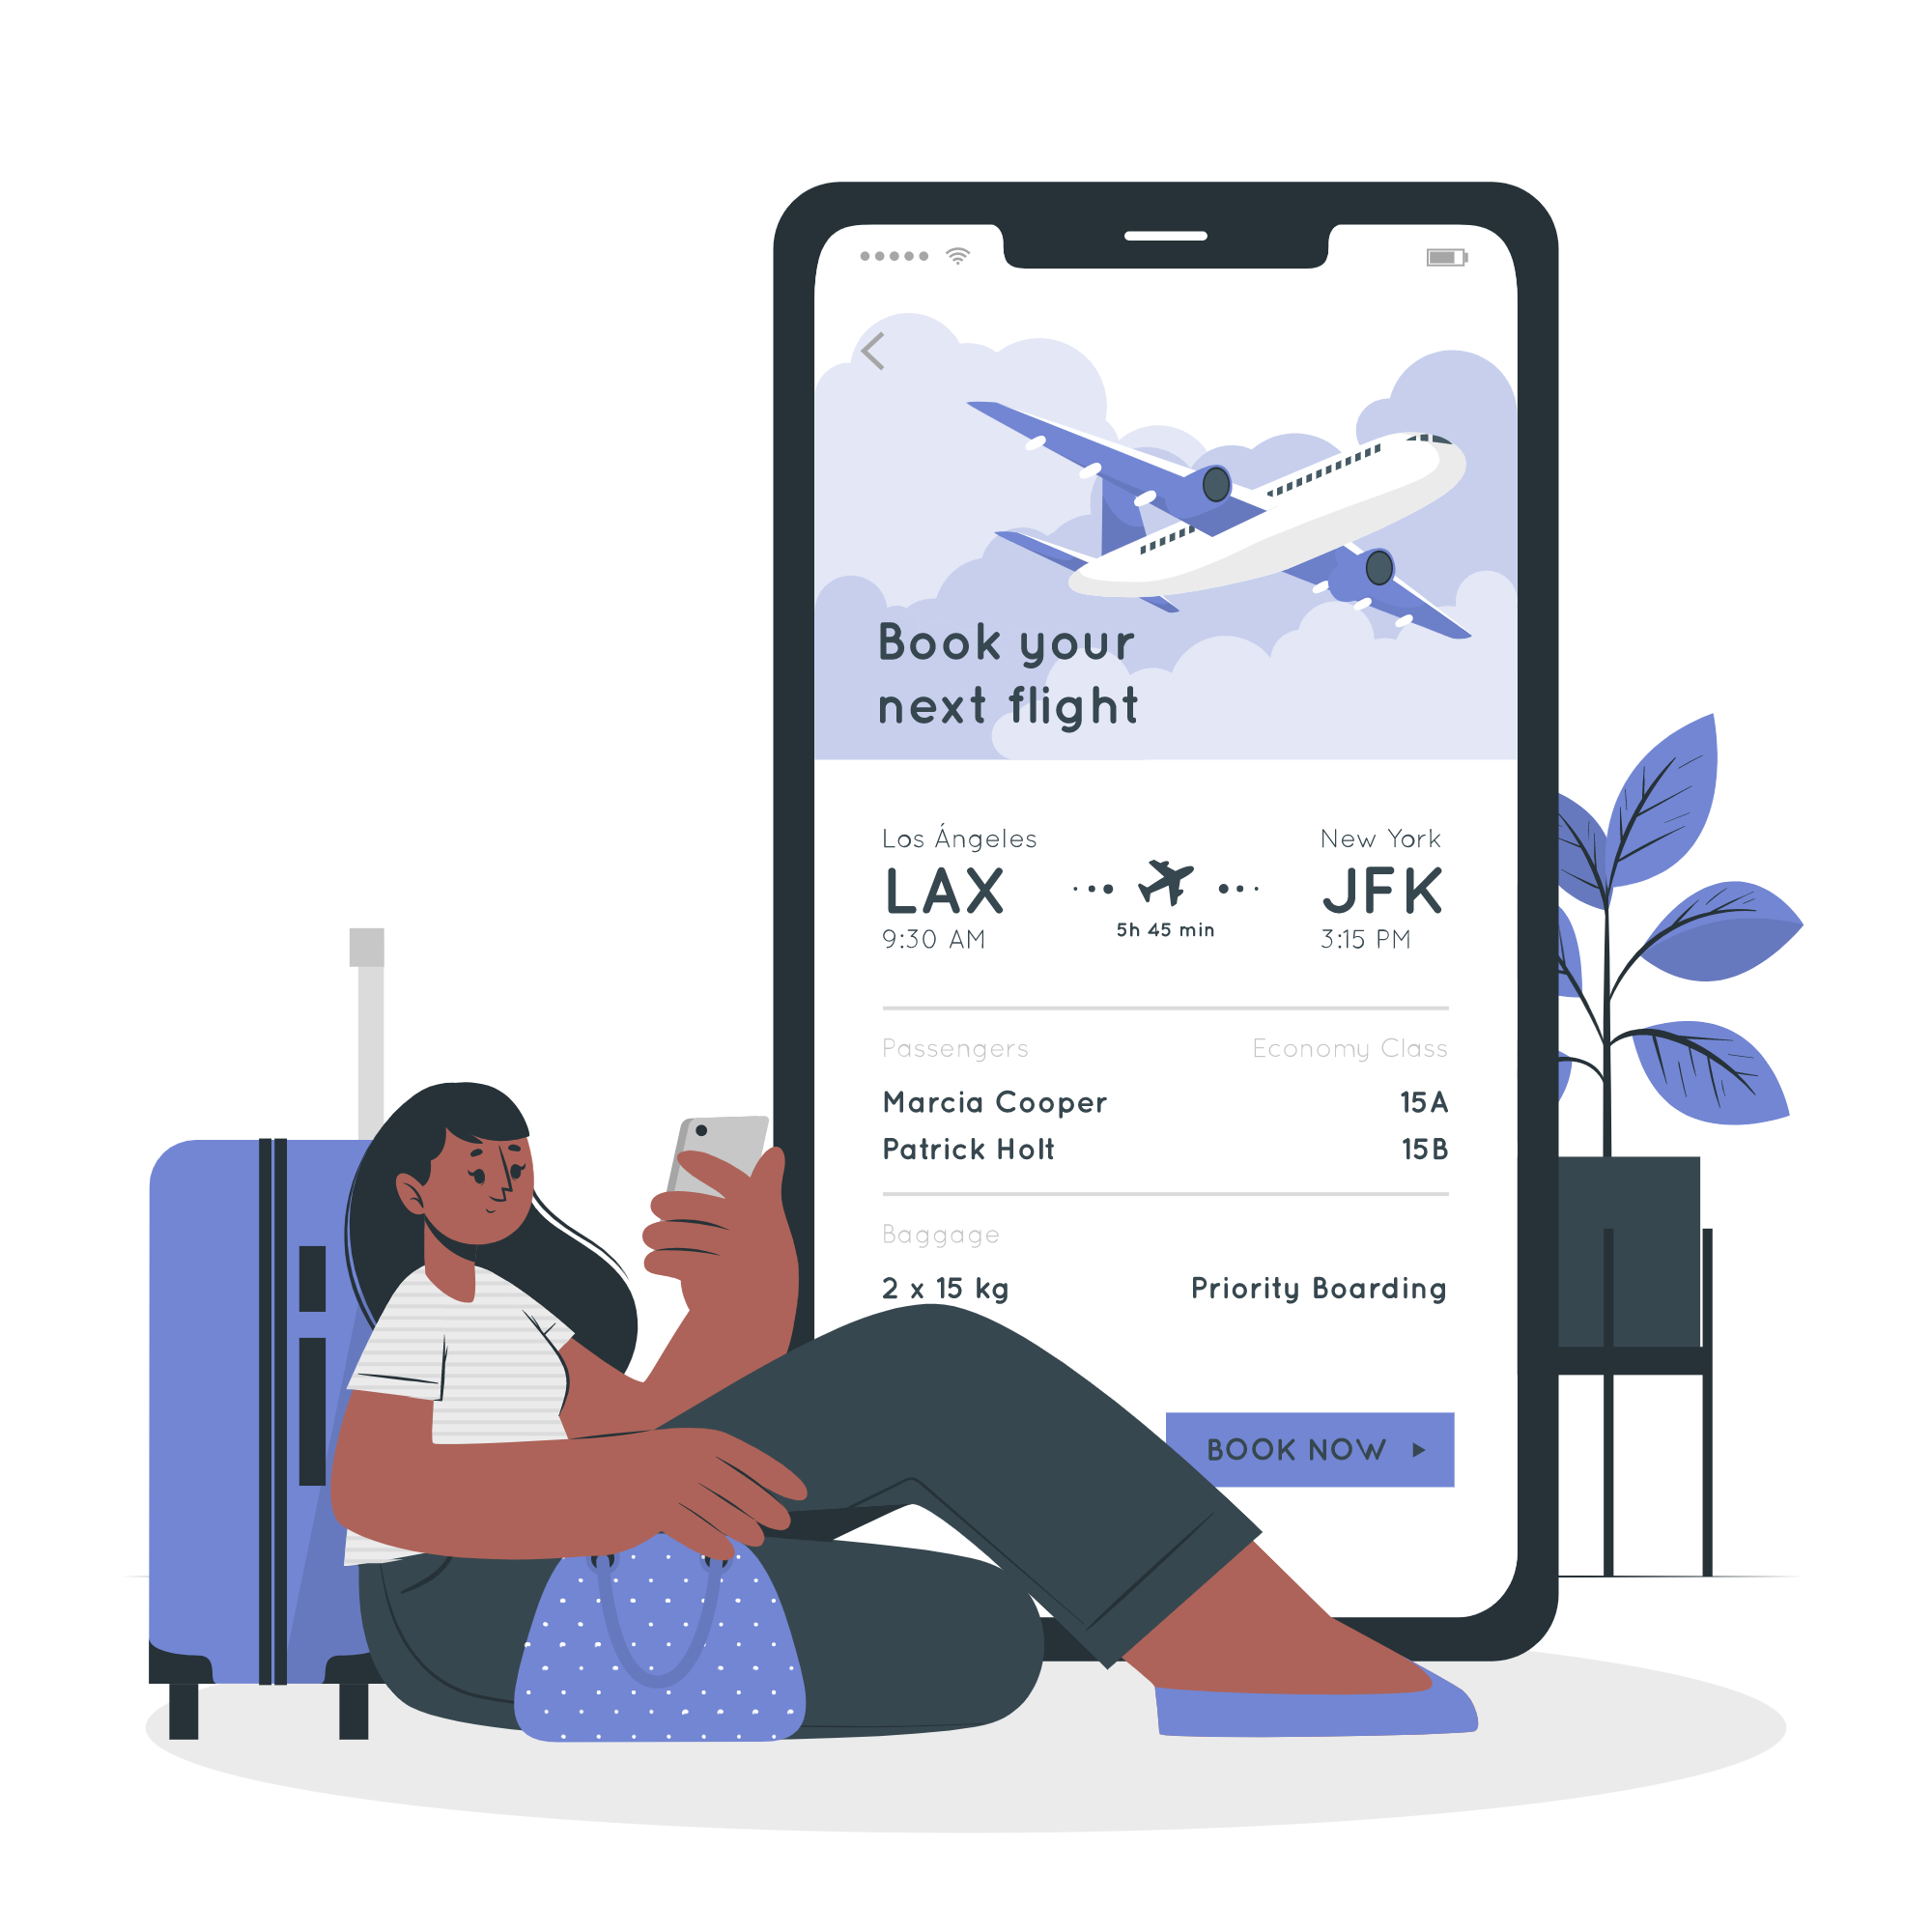 Book your
next flight
Los Ángeles
New York
LAX
JFK
9:30 AM
5h 45 min
3:15 PM
Passengers
Economy Class
Marcia Cooper
15A
Patrick Holt
15B
Baggage
2 x 15 kg
Priority Boarding
BOOK NOW